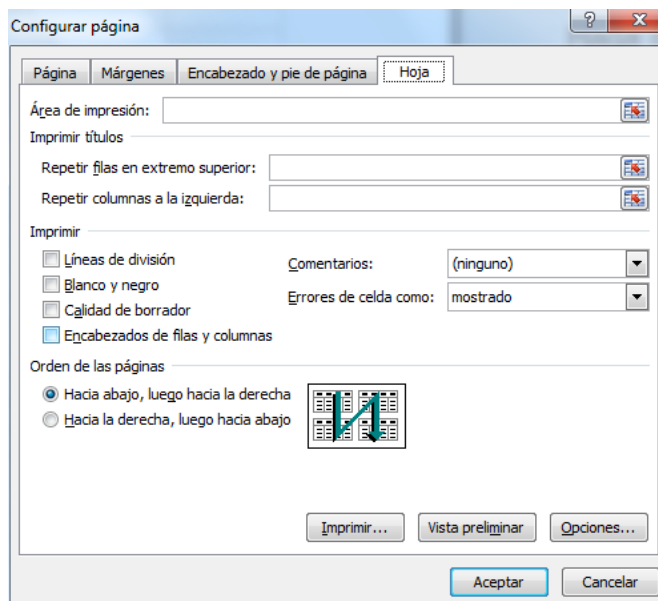 Configurar página
Página Márgenes Encabezado y pie de página Hoja
Área de impresión:
Imprimir títulos
Repetir filas en extremo superior:
Repetir columnas a la izquierda:
Imprimir
Líneas de división Comentarios: (ninguno)
Blanco y negro
Errores de celda como: mostrado
Calidad de borrador
Encabezados de filas y columnas
Orden de las páginas
Hacia abajo, luego hacia la derecha
Hacia la derecha, luego hacia abajo
Imprimir... Vista preliminar Opciones...
Aceptar Cancelar